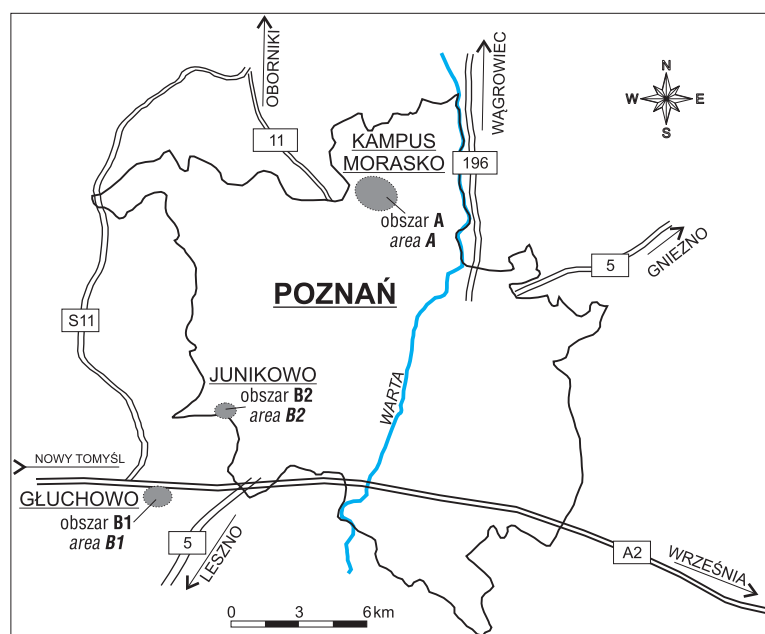 OBORNIKI
WĄGROWIEC
N
W E
S
11
KAMPUS
MORASKO
196
obszar A
area A
5
GNIEZNO
POZNAŃ
S11
JUNIKOWO
obszar B2
area B2
WARTA
NOWY TOMYŚL
GŁUCHOWO
obszar B1
area B1
5
LESZNO
A2
WRZEŚNIA
0 3 6 km